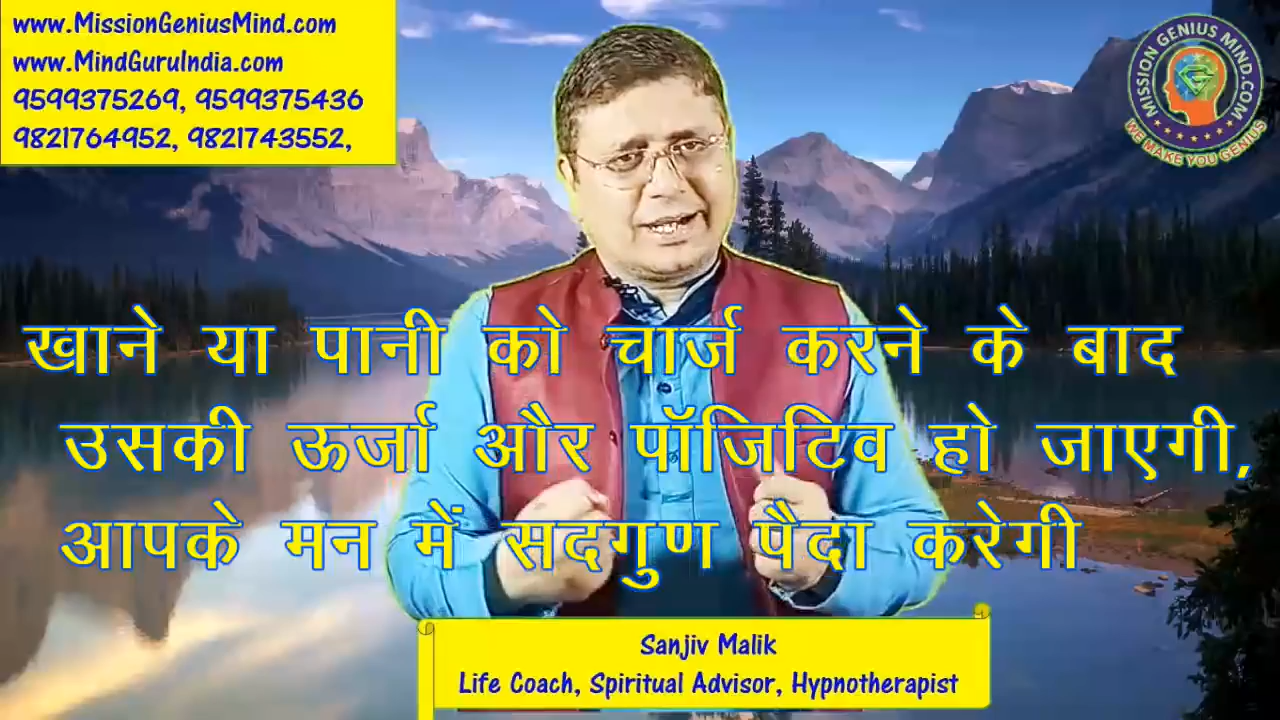 www.MissionGeniusMind.com
www.MindGuruIndia.com
9599375269, 9599375436
9821764952, 9821743552,
MISSION GENIUS MIND.COM
WE MAKE YOU GENIUS
खाने या पानी को चार्ज करने के बाद
उसकी ऊर्जा और पॉजिटिव हो जाएगी,
आपके मन में सदगुण पैदा करेगी
Sanjiv Malik
Life Coach, Spiritual Advisor, Hypnotherapist